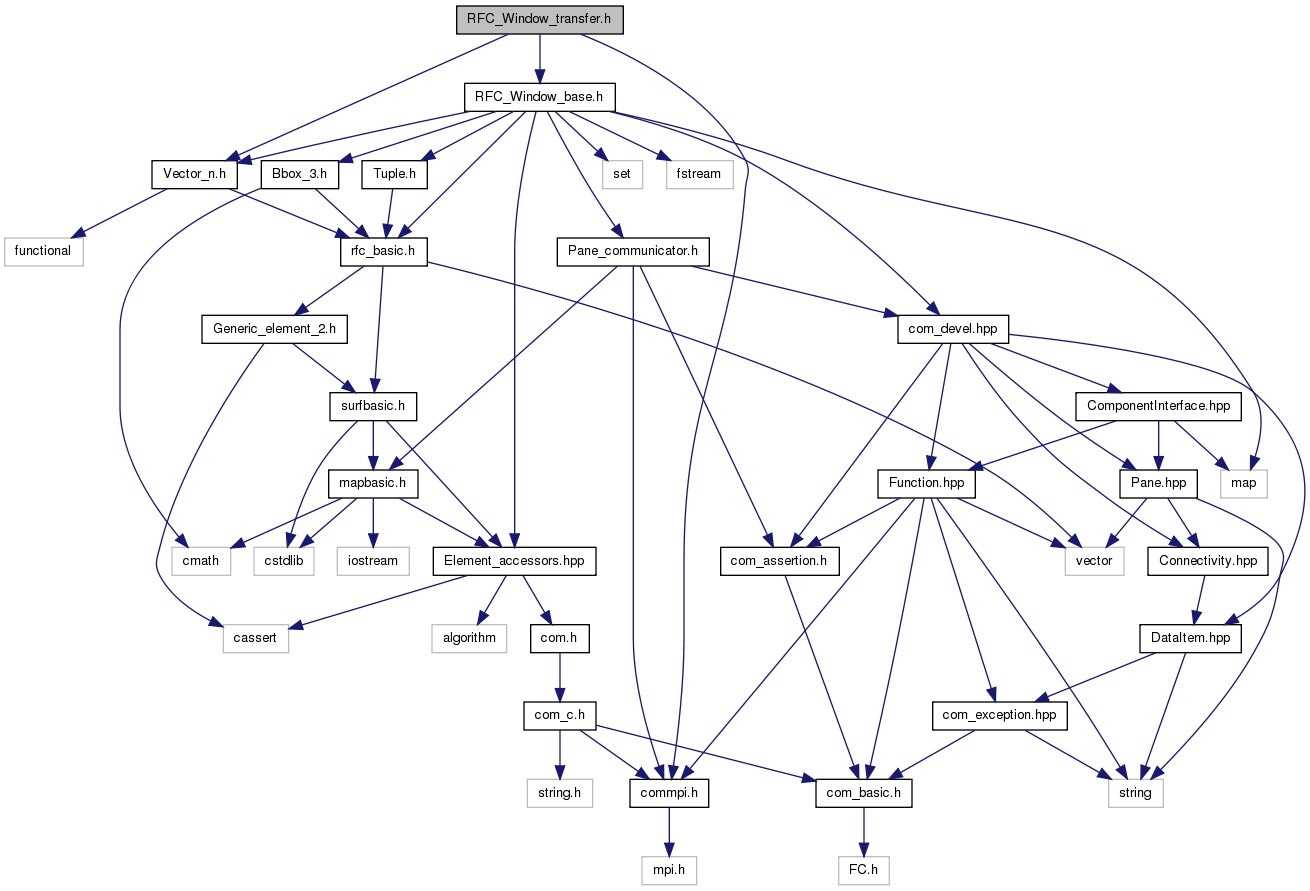 RFC_Window_transfer.h
RFC_Window_base.h
Vector_n.h
Bbox_3.h
Tuple.h
set
fstream
functional
rfc_basic.h
Pane_communicator.h
Generic_element_2.h
com_devel.hpp
surfbasic.h
ComponentInterface.hpp
mapbasic.h
Function.hpp
Pane.hpp
map
cmath
cstdlib
iostream
Element_accessors.hpp
com_assertion.h
vector
Connectivity.hpp
cassert
algorithm
com.h
DataItem.hpp
com_c.h
com_exception.hpp
string.h
commpi.h
com_basic.h
string
mpi.h
FC.h